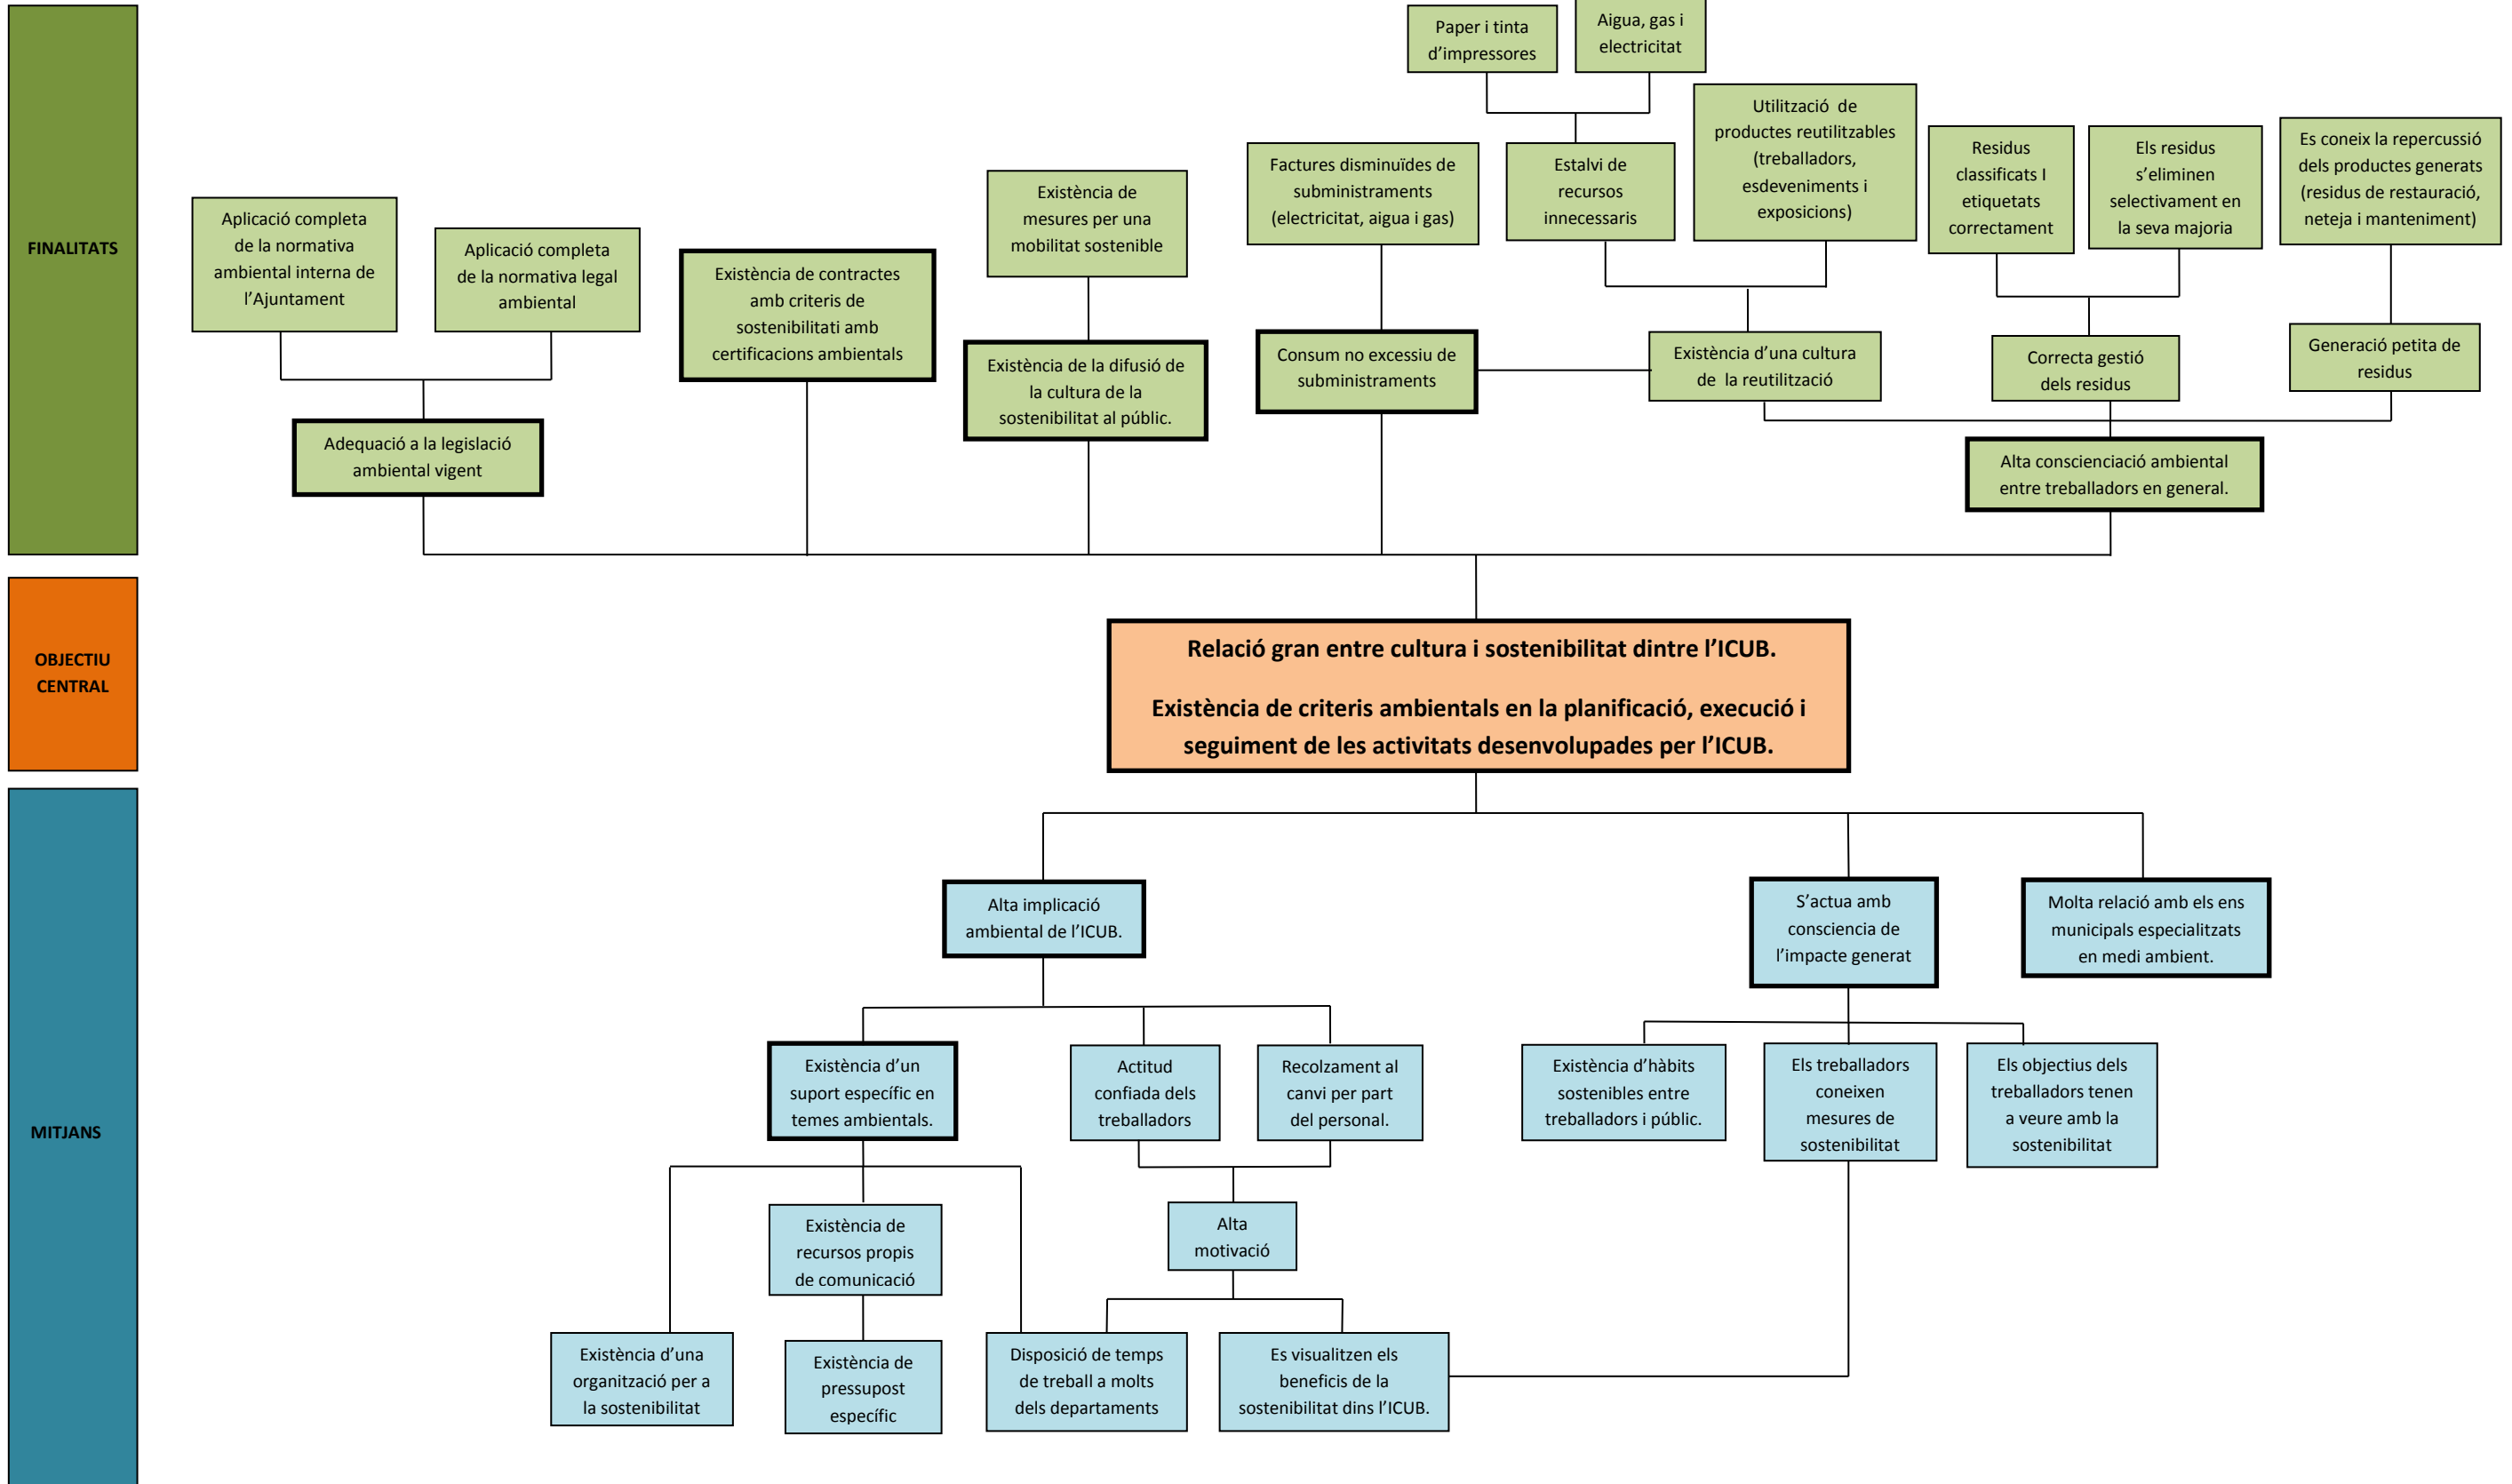 FINALITATS
Paper i tinta
d’impressores
Aigua, gas i
electricitat
Utilització de
productes reutilitzables
(treballadors,
esdeveniments i
exposicions)
Residus
classificats I
etiquetats
correctament
Els residus
s’eliminen
selectivament en
la seva majoria
Es coneix la repercussió
dels productes generats
(residus de restauració,
neteja i manteniment)
Factures disminuïdes de
subministraments
(electricitat, aigua i gas)
Estalvi de
recursos
innecessaris
Existència de
mesures per una
mobilitat sostenible
Aplicació completa
de la normativa
ambiental interna de
l’Ajuntament
Aplicació completa
de la normativa legal
ambiental
Existència de contractes
amb criteris de
sostenibilitati amb
certificacions ambientals
Existència de la difusió de
la cultura de la
sostenibilitat al públic.
Consum no excessiu de
subministraments
Existència d’una cultura
de la reutilització
Correcta gestió
dels residus
Generació petita de
residus
Adequació a la legislació
ambiental vigent
Alta conscienciació ambiental
entre treballadors en general.
OBJECTIU
CENTRAL
Relació gran entre cultura i sostenibilitat dintre l’ICUB.
Existència de criteris ambientals en la planificació, execució i
seguiment de les activitats desenvolupades per l’ICUB.
MITJANS
Alta implicació
ambiental de l’ICUB.
S’actua amb
consciencia de
l’impacte generat
Molta relació amb els ens
municipals especialitzats
en medi ambient.
Existència d’un
suport específic en
temes ambientals.
Actitud
confiada dels
treballadors
Recolzament al
canvi per part
del personal.
Existència d’hàbits
sostenibles entre
treballadors i públic.
Els treballadors
coneixen
mesures de
sostenibilitat
Els objectius dels
treballadors tenen
a veure amb la
sostenibilitat
Existència de
recursos propis
de comunicació
Alta
motivació
Existència d’una
organització per a
la sostenibilitat
Existència de
pressupost
específic
Disposició de temps
de treball a molts
dels departaments
Es visualitzen els
beneficis de la
sostenibilitat dins l’ICUB.